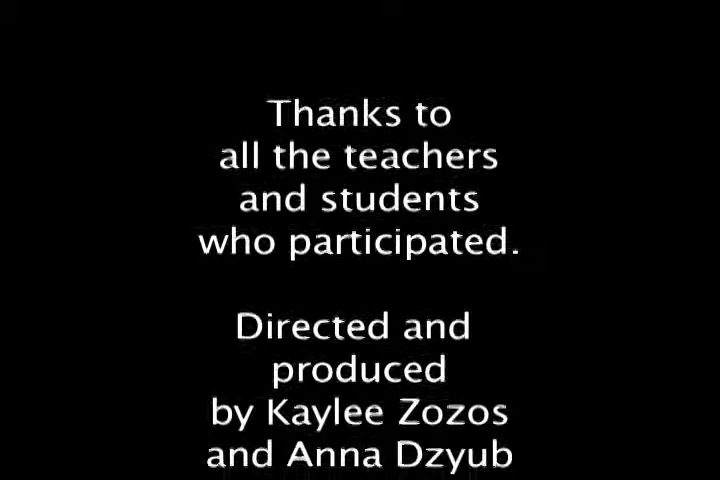 Thanks to
all the teachers
and students
who participated.
Directed and
produced
by Kaylee Zozos
and Anna Dzyub